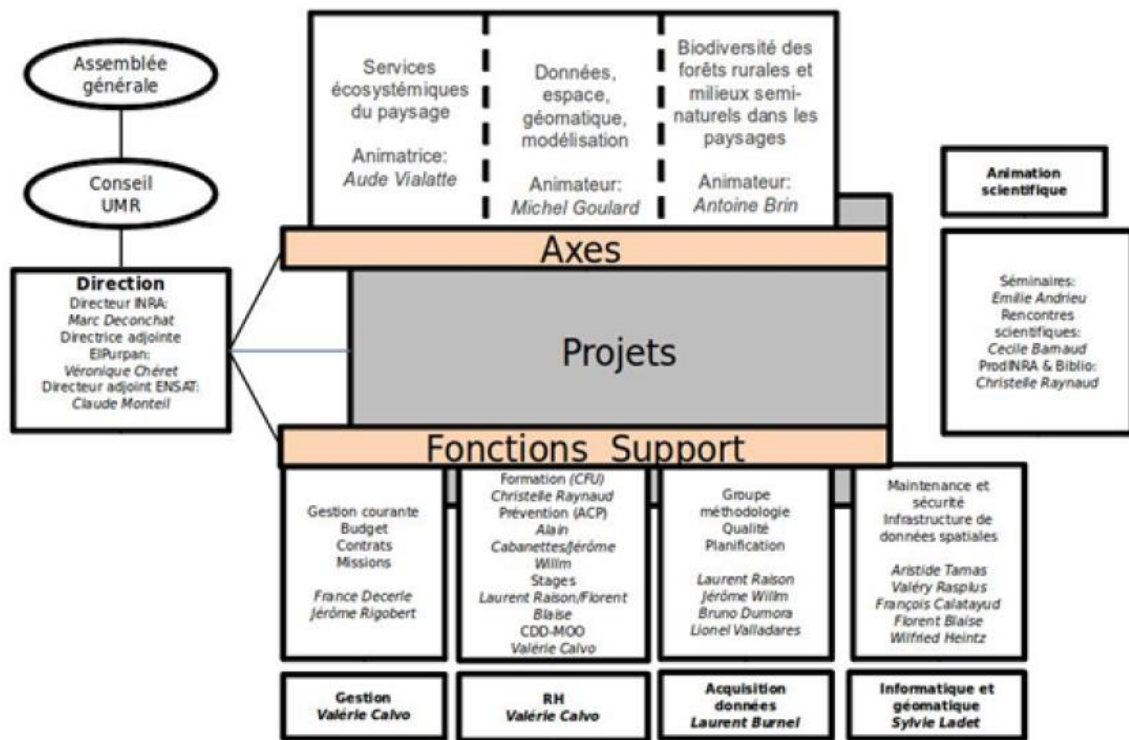 Assemblée
générale
Conseil
UMR
Direction
Directeur INRA:
Marc Deconchat
Directrice adjointe
EIPurpan:
Véronique Chéret
Directeur adjoint ENSAT:
Claude Monteil
Services
écosystémiques
du paysage
Animatrice:
Aude Vialatte
Données,
espace,
géomatique,
modélisation
Animateur:
Michel Goulard
Biodiversité des
forêts rurales et
milieux semi-
naturels dans les
paysages
Animateur:
Antoine Brin
Axes
Projets
Fonctions Support
Animation
scientifique
Séminaires:
Emilie Andrieu
Rencontres
scientifiques:
Cecile Barnaud
ProdINRA & Biblio:
Christelle Raynaud
Gestion courante
Budget
Contrats
Missions
France Decerle
Jérôme Rigobert
Formation (CFU)
Christelle Raynaud
Prévention (ACP)
Alain
Cabanettes/Jérôme
Willm
Stages
Laurent Raison/Florent
Blaise
CDD-MOO
Valérie Calvo
Groupe
méthodologie
Qualité
Planification
Laurent Raison
Jérôme Willm
Bruno Dumora
Lionel Valladares
Maintenance et
sécurité
Infrastructure de
données spatiales
Aristide Tamas
Valéry Rasplus
François Calatayud
Florent Blaise
Wilfried Heintz
Gestion
Valérie Calvo
RH
Valérie Calvo
Acquisition
données
Laurent Burnel
Informatique et
géomatique
Sylvie Ladet